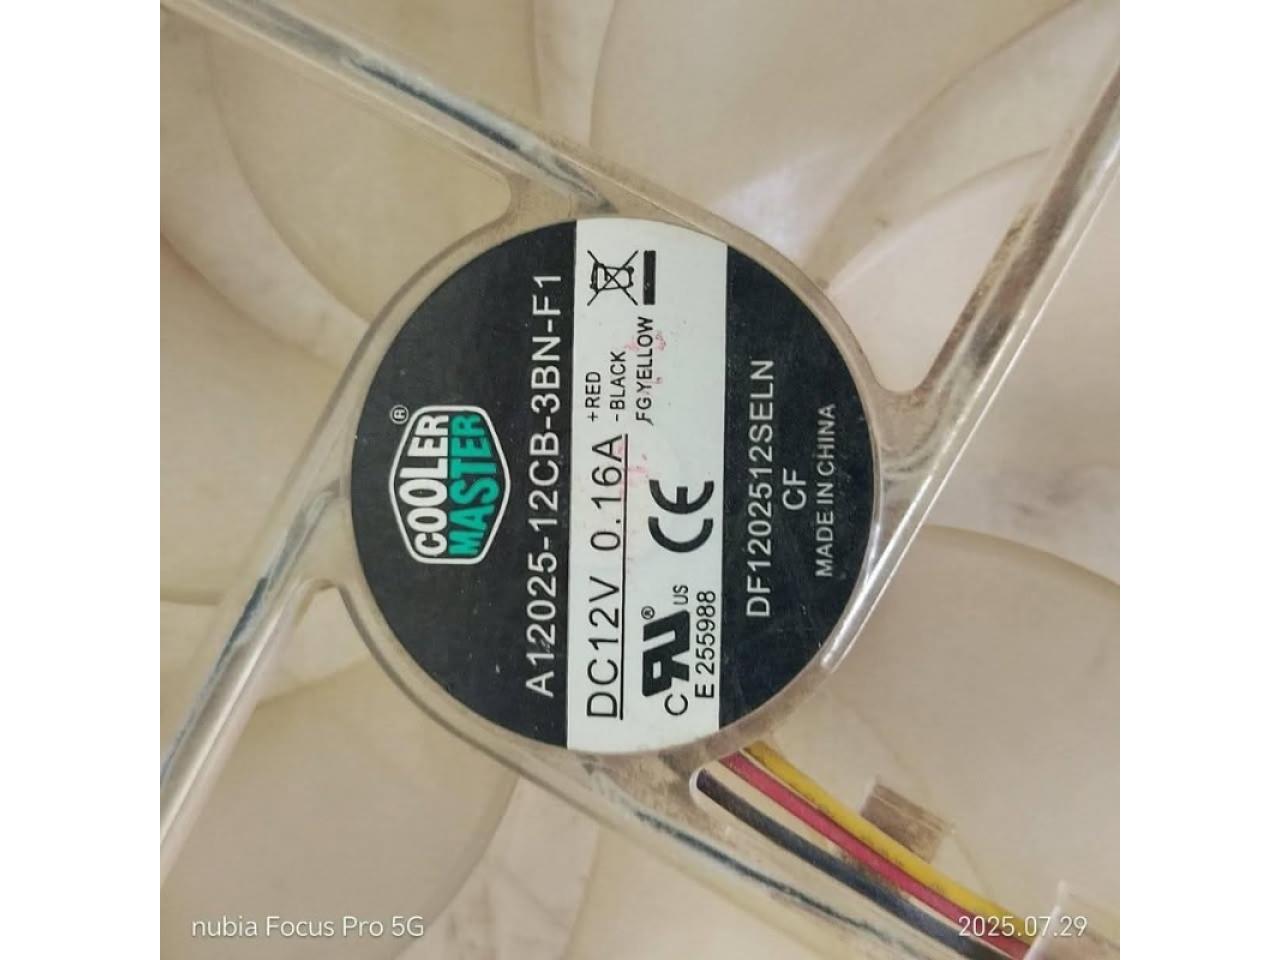 COOLER
MASTER
®
A12025-12CB-3BN-F1
DC12V 0.16A
+RED
-BLACK
FG:YELLOW
C RU® US
E 255988
CE
DF1202512SELN
CF
MADE IN CHINA
nubia Focus Pro 5G
2025.07.29